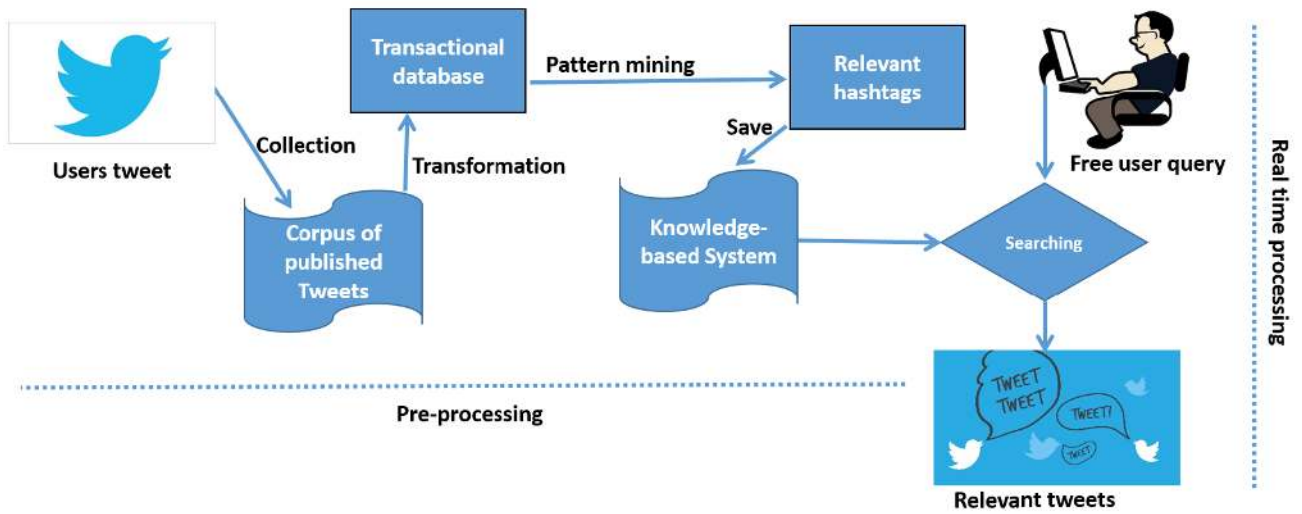 Users tweet
Collection
Corpus of
published
Tweets
Transformation
Transactional
database
Pattern mining
Relevant
hashtags
Save
Knowledge-
based System
Free user query
Searching
TWEET
TWEET
TWEET!
TWEET
Relevant tweets
Pre-processing
Real time processing